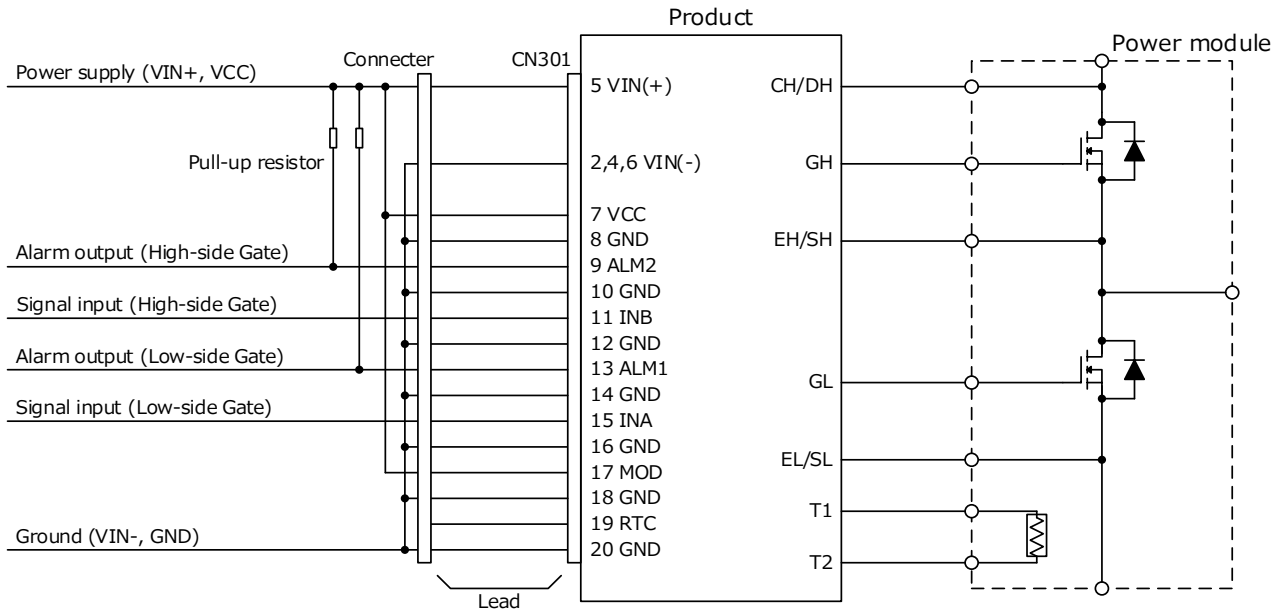 Product
Power supply (VIN+, VCC)
Connecter
CN301
Power module
5 VIN(+)
CH/DH
Pull-up resistor
2,4,6 VIN(-)
GH
7 VCC
Alarm output (High-side Gate)
8 GND
EH/SH
9 ALM2
10 GND
Signal input (High-side Gate)
11 INB
12 GND
Alarm output (Low-side Gate)
13 ALM1
GL
14 GND
Signal input (Low-side Gate)
15 INA
16 GND
EL/SL
17 MOD
18 GND
T1
19 RTC
Ground (VIN-, GND)
20 GND
T2
Lead